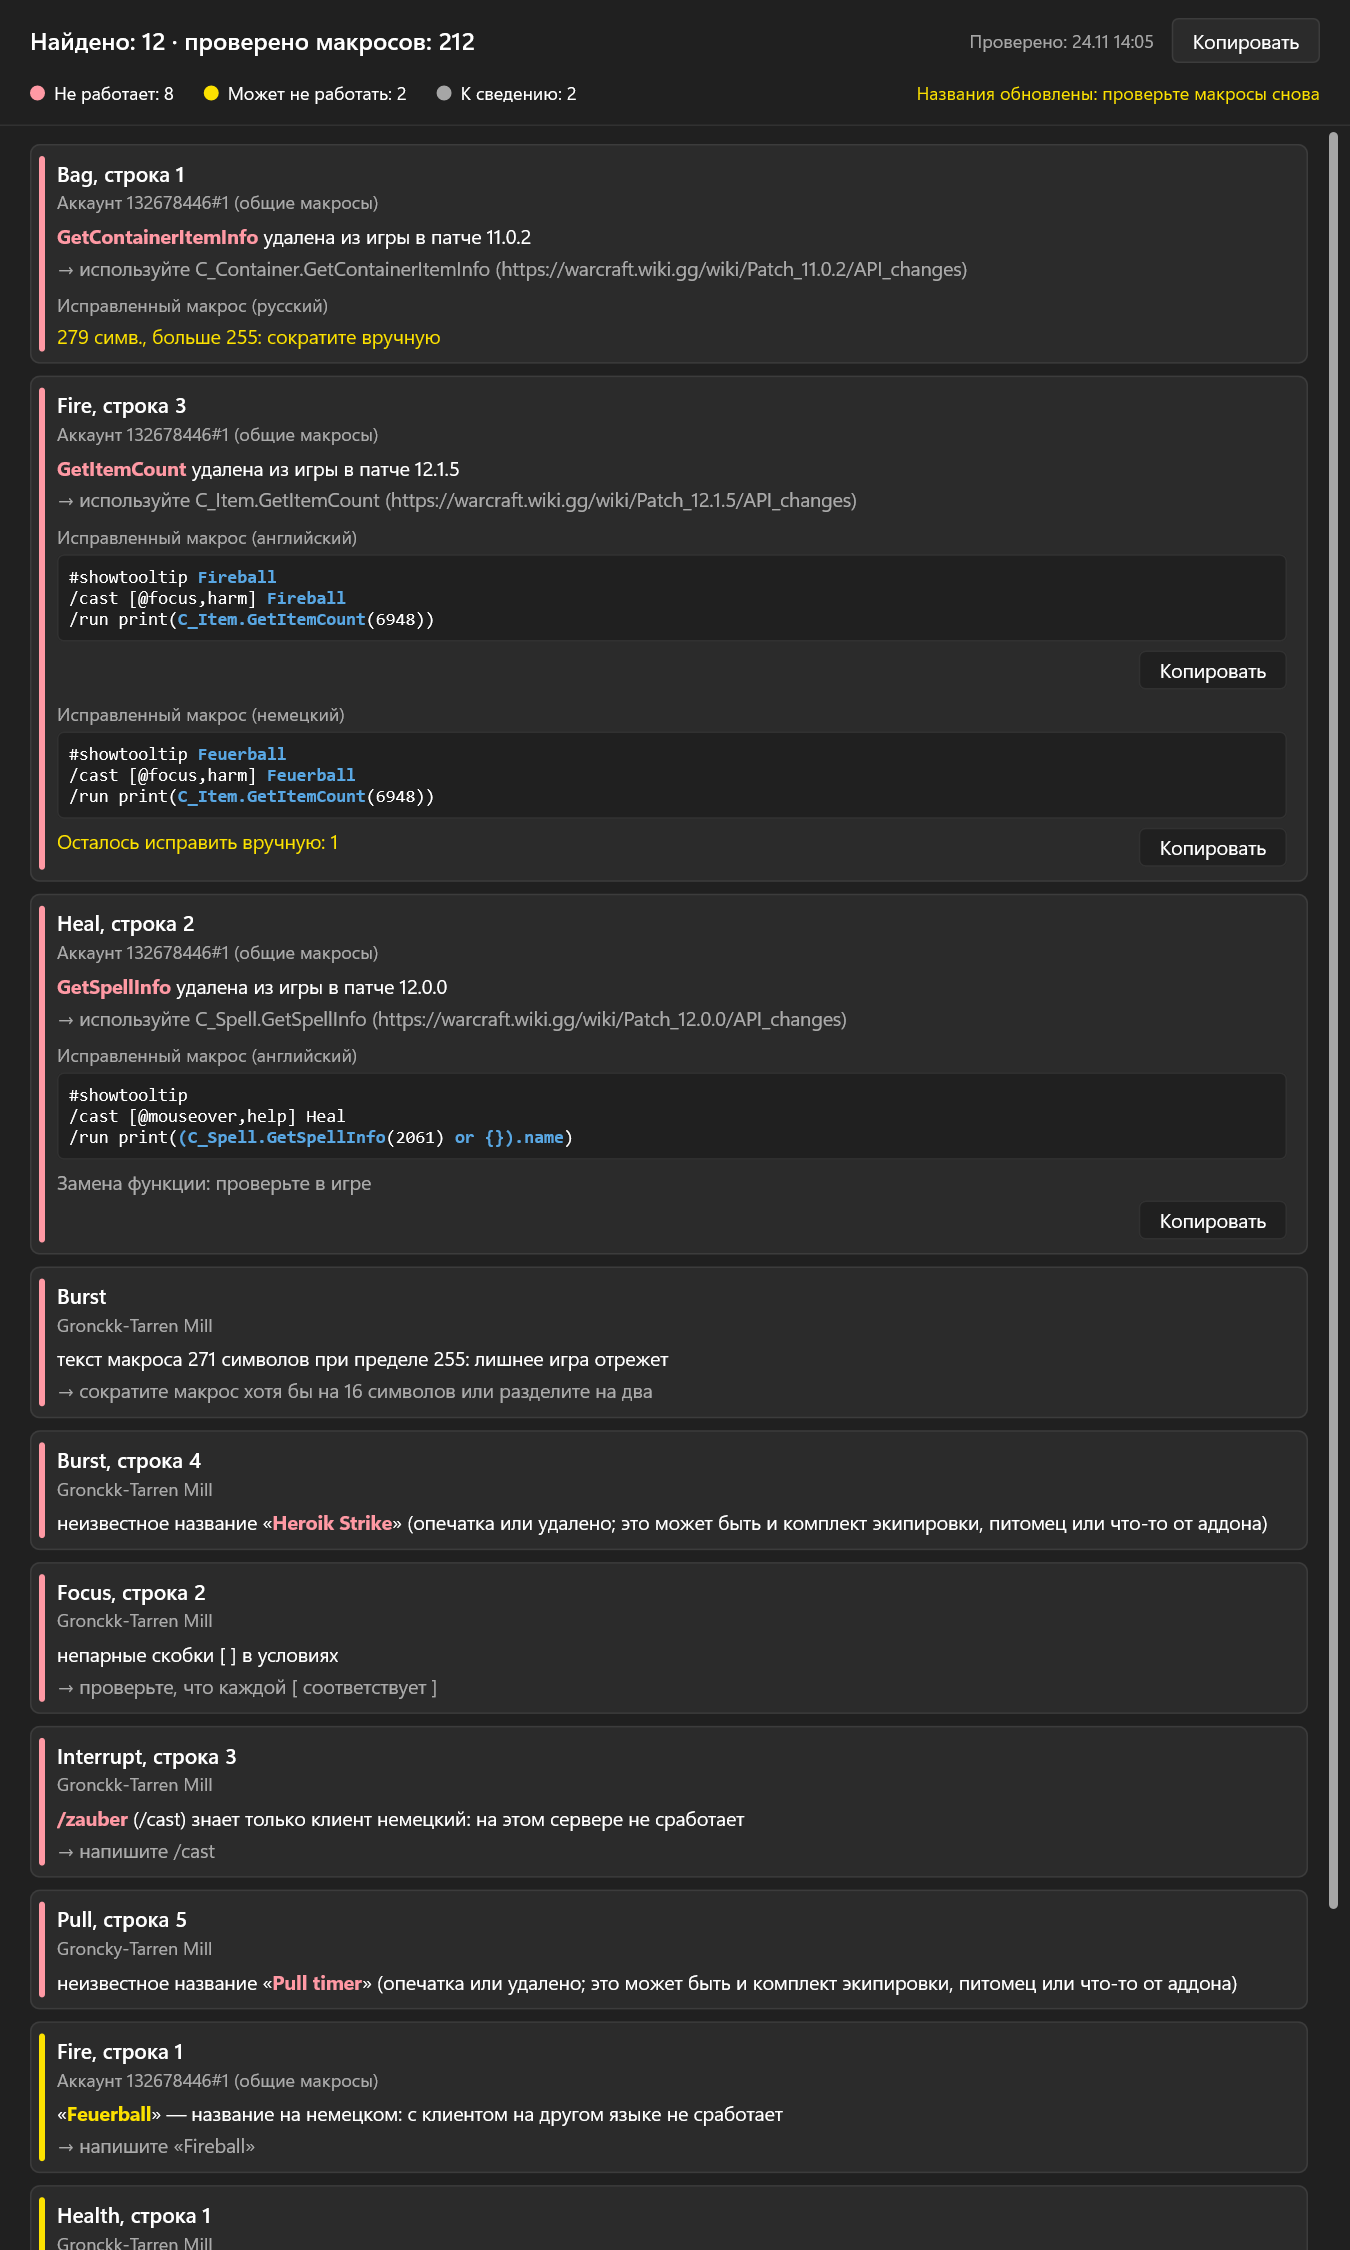 Найдено: 12 · проверено макросов: 212
Проверено: 24.11 14:05
Копировать
Не работает: 8
Может не работать: 2
К сведению: 2
Названия обновлены: проверьте макросы снова
Bag, строка 1
Аккаунт 132678446#1 (общие макросы)
GetContainerItemInfo удалена из игры в патче 11.0.2
→ используйте C_Container.GetContainerItemInfo (https://warcraft.wiki.gg/wiki/Patch_11.0.2/API_changes)
Исправленный макрос (русский)
279 симв., больше 255: сократите вручную
Fire, строка 3
Аккаунт 132678446#1 (общие макросы)
GetItemCount удалена из игры в патче 12.1.5
→ используйте C_Item.GetItemCount (https://warcraft.wiki.gg/wiki/Patch_12.1.5/API_changes)
Исправленный макрос (английский)
#showtooltip Fireball
/cast [@focus,harm] Fireball
/run print(C_Item.GetItemCount(6948))
Копировать
Исправленный макрос (немецкий)
#showtooltip Feuerball
/cast [@focus,harm] Feuerball
/run print(C_Item.GetItemCount(6948))
Осталось исправить вручную: 1
Копировать
Heal, строка 2
Аккаунт 132678446#1 (общие макросы)
GetSpellInfo удалена из игры в патче 12.0.0
→ используйте C_Spell.GetSpellInfo (https://warcraft.wiki.gg/wiki/Patch_12.0.0/API_changes)
Исправленный макрос (английский)
#showtooltip
/cast [@mouseover,help] Heal
/run print((C_Spell.GetSpellInfo(2061) or {}).name)
Замена функции: проверьте в игре
Копировать
Burst
Gronckk-Tarren Mill
текст макроса 271 символов при пределе 255: лишнее игра отрежет
→ сократите макрос хотя бы на 16 символов или разделите на два
Burst, строка 4
Gronckk-Tarren Mill
неизвестное название «Heroik Strike» (опечатка или удалено; это может быть и комплект экипировки, питомец или что-то от аддона)
Focus, строка 2
Gronckk-Tarren Mill
непарные скобки [ ] в условиях
→ проверьте, что каждой [ соответствует ]
Interrupt, строка 3
Gronckk-Tarren Mill
/zauber (/cast) знает только клиент немецкий: на этом сервере не сработает
→ напишите /cast
Pull, строка 5
Groncky-Tarren Mill
неизвестное название «Pull timer» (опечатка или удалено; это может быть и комплект экипировки, питомец или что-то от аддона)
Fire, строка 1
Аккаунт 132678446#1 (общие макросы)
«Feuerball» — название на немецком: с клиентом на другом языке не сработает
→ напишите «Fireball»
Health, строка 1
Gronckk-Tarren Mill